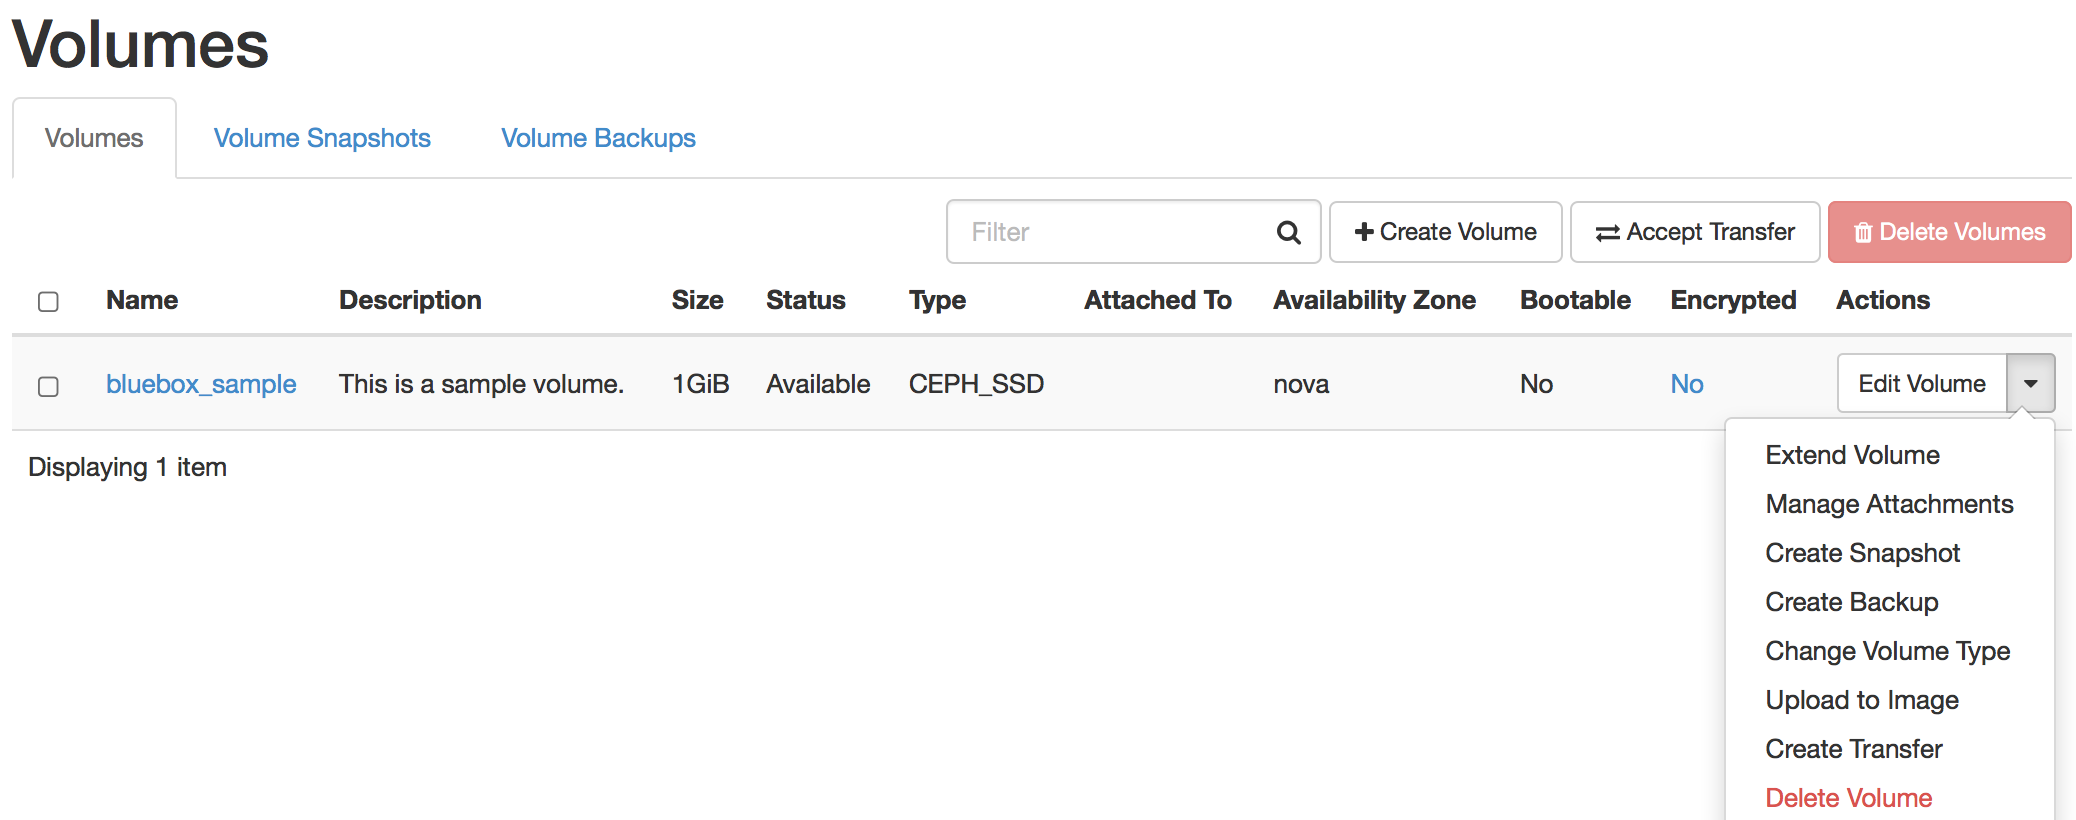 Volumes
Volumes Volume Snapshots Volume Backups
Filter Create Volume Accept Transfer Delete Volumes
Name Description Size Status Type Attached To Availability Zone Bootable Encrypted Actions
bluebox_sample This is a sample volume. 1GiB Available CEPH_SSD nova No No Edit Volume
Displaying 1 item
Extend Volume
Manage Attachments
Create Snapshot
Create Backup
Change Volume Type
Upload to Image
Create Transfer
Delete Volume